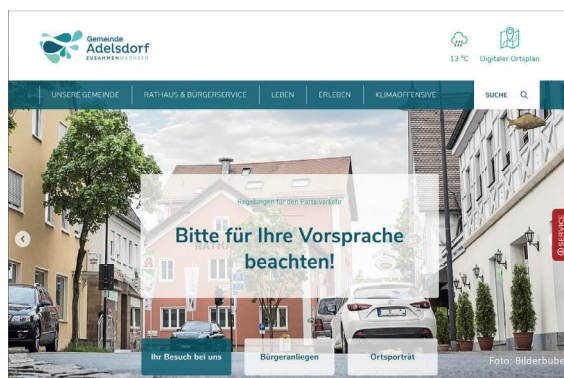 Gemeinde
Adelsdorf
ZUSAMMENWACHSEN
13 °C
Digitaler Ortsplan
UNSERE GEMEINDE
RATHAUS & BÜRGERSERVICE
LEBEN
ERLEBEN
KLIMAOFFENSIVE
SUCHE
Regelungen für den Parteiverkehr
Bitte für Ihre Vorsprache
beachten!
RATHAUS
SERVICE
Ihr Besuch bei uns
Bürgeranliegen
Ortsporträt
Foto: Bilderbube